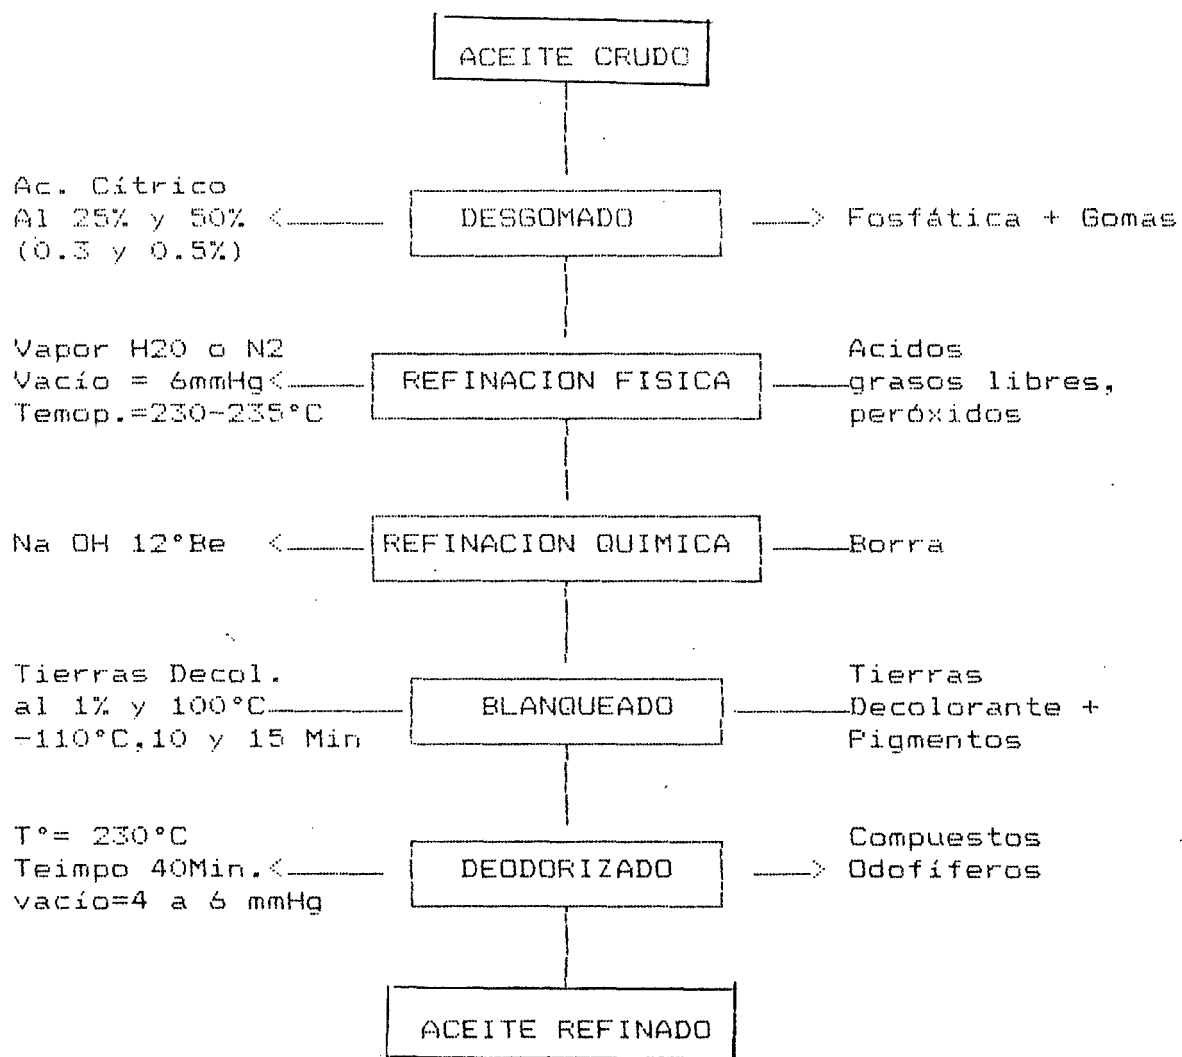 ACEITE CRUDO
Ac. Cítrico
Al 25% y 50%
(0.3 y 0.5%)
DESGOMADO
Fosfática + Gomas
Vapor H2O o N2
Vacío = 6mmHg
Temop.=230-235°C
REFINACION FISICA
Acidos
grasos libres,
peróxidos
Na OH 12°Be
REFINACION QUIMICA
Borra
Tierras Decol.
al 1% y 100°C
-110°C,10 y 15 Min
BLANQUEADO
Tierras
Decolorante +
Pigmentos
T°= 230°C
Teimpo 40Min.
vacío=4 a 6 mmHg
DEODORIZADO
Compuestos
Odofíferos
ACEITE REFINADO